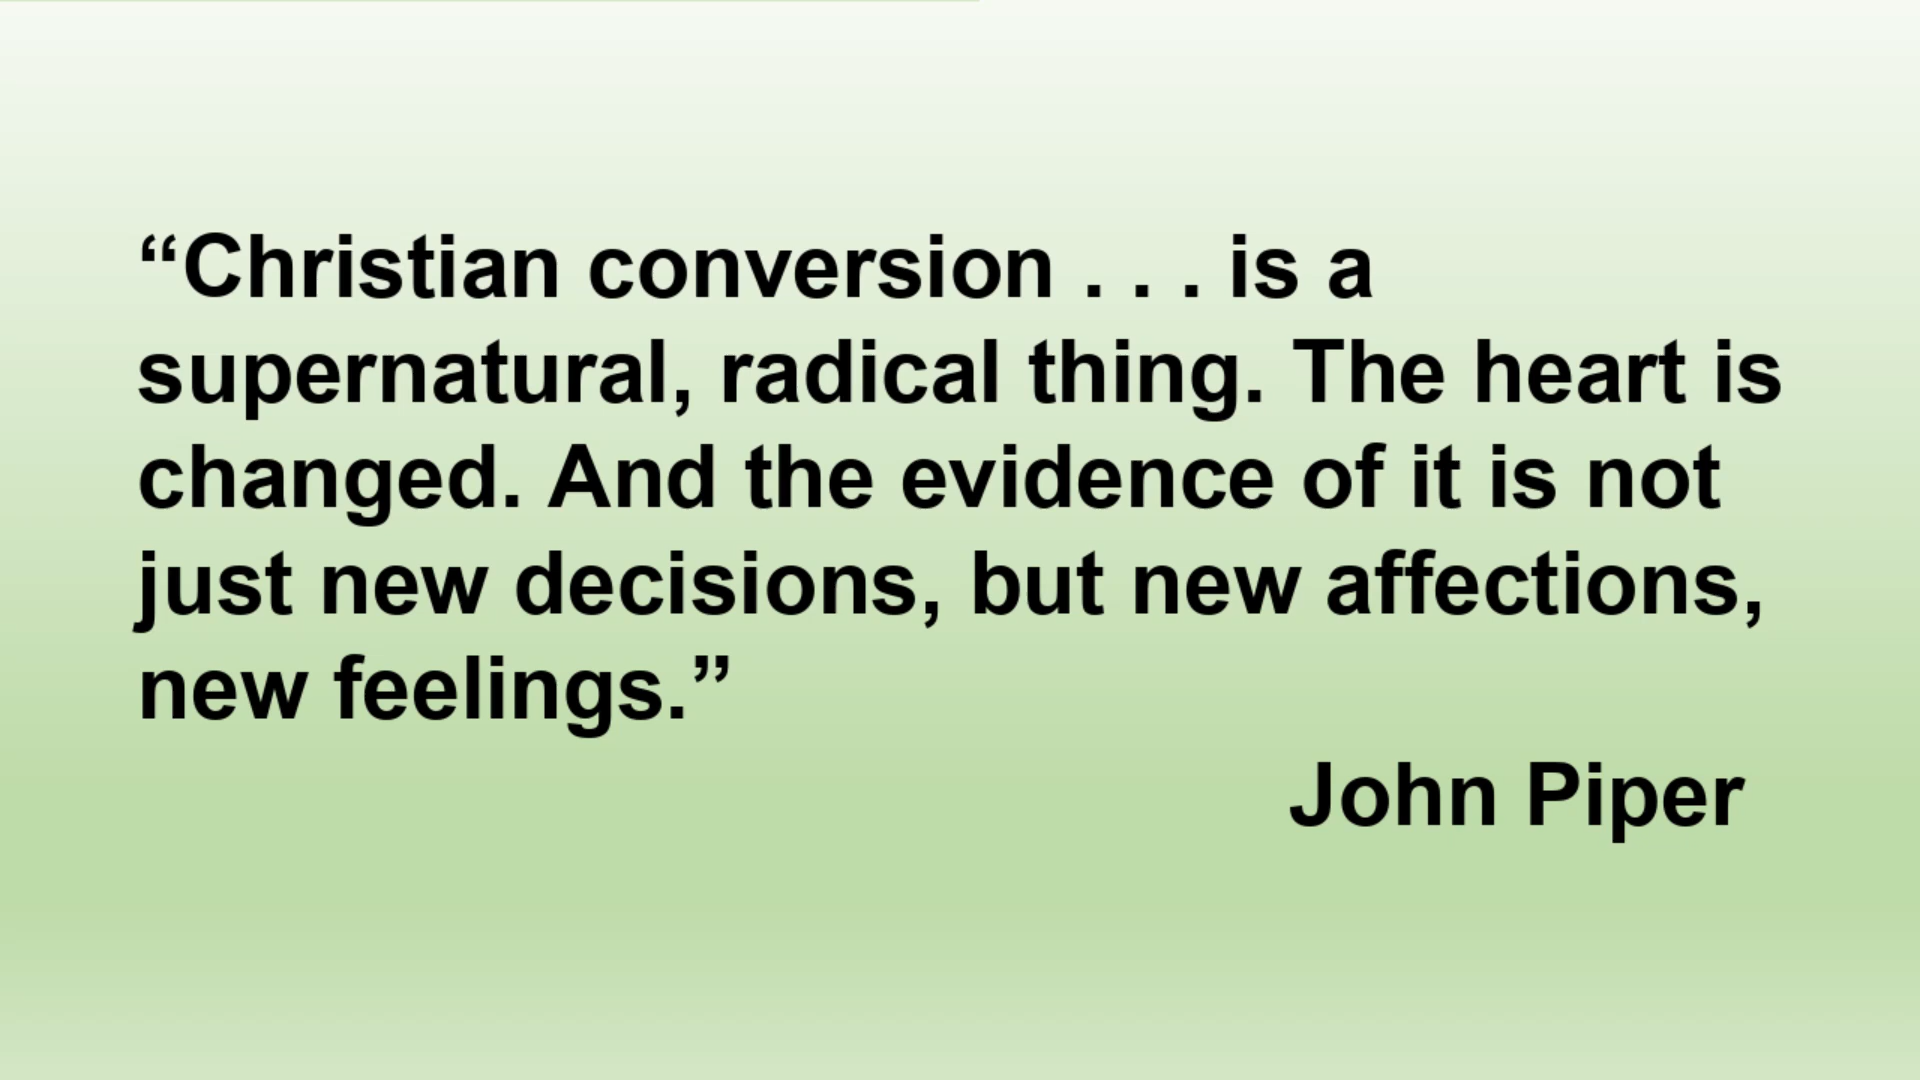 “Christian conversion . . . is a
supernatural, radical thing. The heart is
changed. And the evidence of it is not
just new decisions, but new affections,
new feelings.”
John Piper